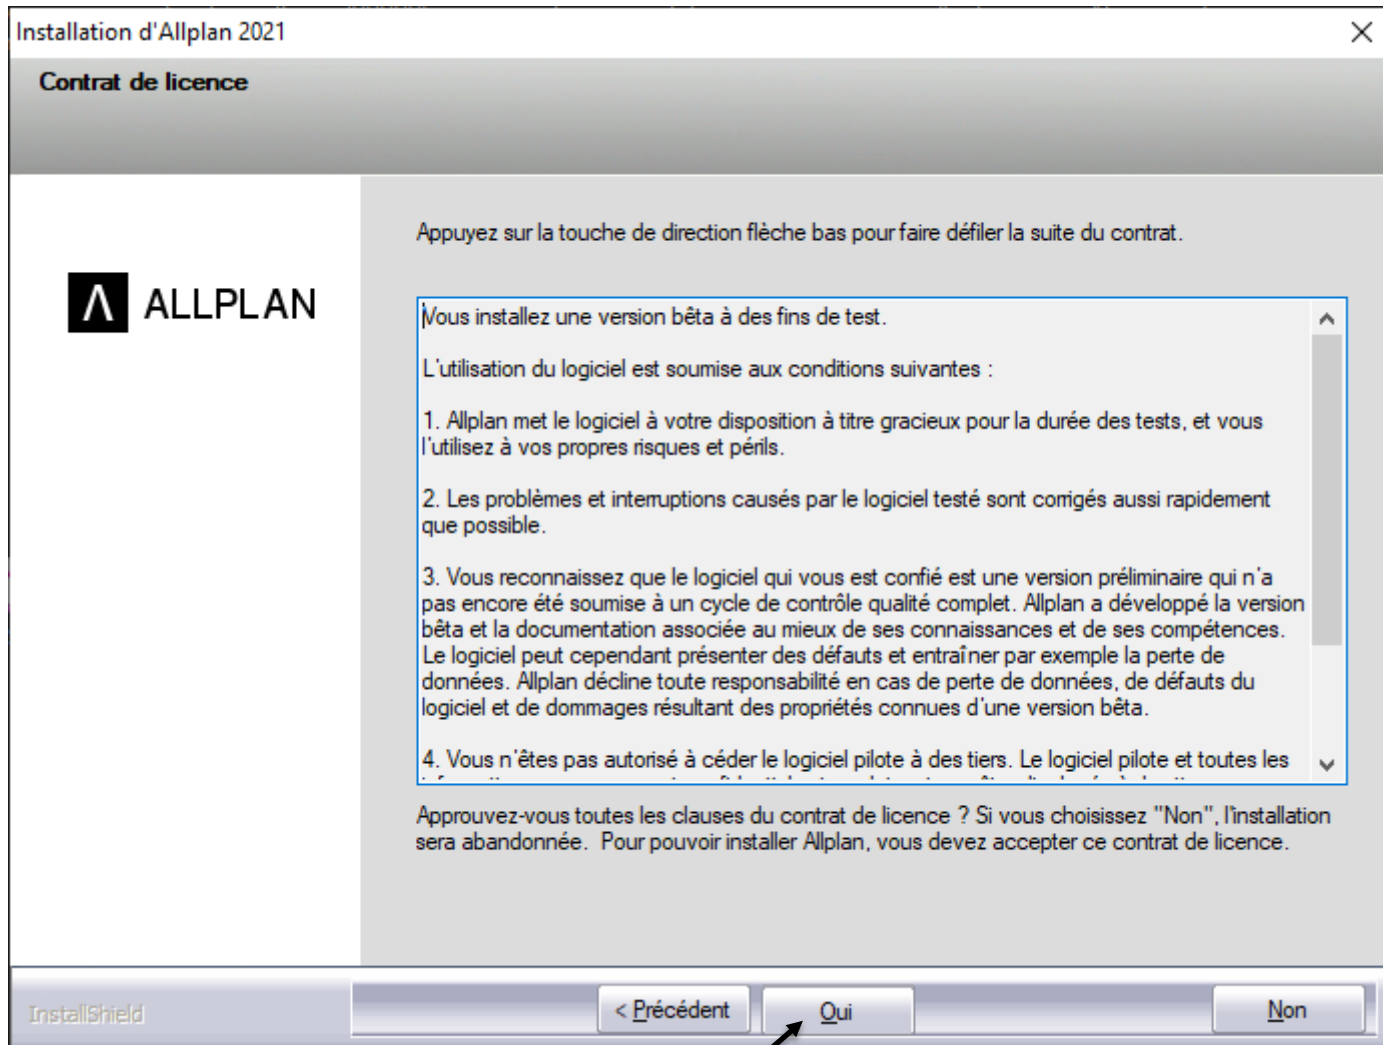 Installation d'Allplan 2021
Contrat de licence
ALLPLAN
Appuyez sur la touche de direction flèche bas pour faire défiler la suite du contrat.
Vous installez une version bêta à des fins de test.
L'utilisation du logiciel est soumise aux conditions suivantes :
1. Allplan met le logiciel à votre disposition à titre gracieux pour la durée des tests, et vous
l'utilisez à vos propres risques et périls.
2. Les problèmes et interruptions causés par le logiciel testé sont corrigés aussi rapidement
que possible.
3. Vous reconnaissez que le logiciel qui vous est confié est une version préliminaire qui n'a
pas encore été soumise à un cycle de contrôle qualité complet. Allplan a développé la version
bêta et la documentation associée au mieux de ses connaissances et de ses compétences.
Le logiciel peut cependant présenter des défauts et entraîner par exemple la perte de
données. Allplan décline toute responsabilité en cas de perte de données, de défauts du
logiciel et de dommages résultant des propriétés connues d'une version bêta.
4. Vous n'êtes pas autorisé à céder le logiciel pilote à des tiers. Le logiciel pilote et toutes les
Approuvez-vous toutes les clauses du contrat de licence ? Si vous choisissez "Non", l'installation
sera abandonnée.  Pour pouvoir installer Allplan, vous devez accepter ce contrat de licence.
InstallShield
< Précédent
Oui
Non